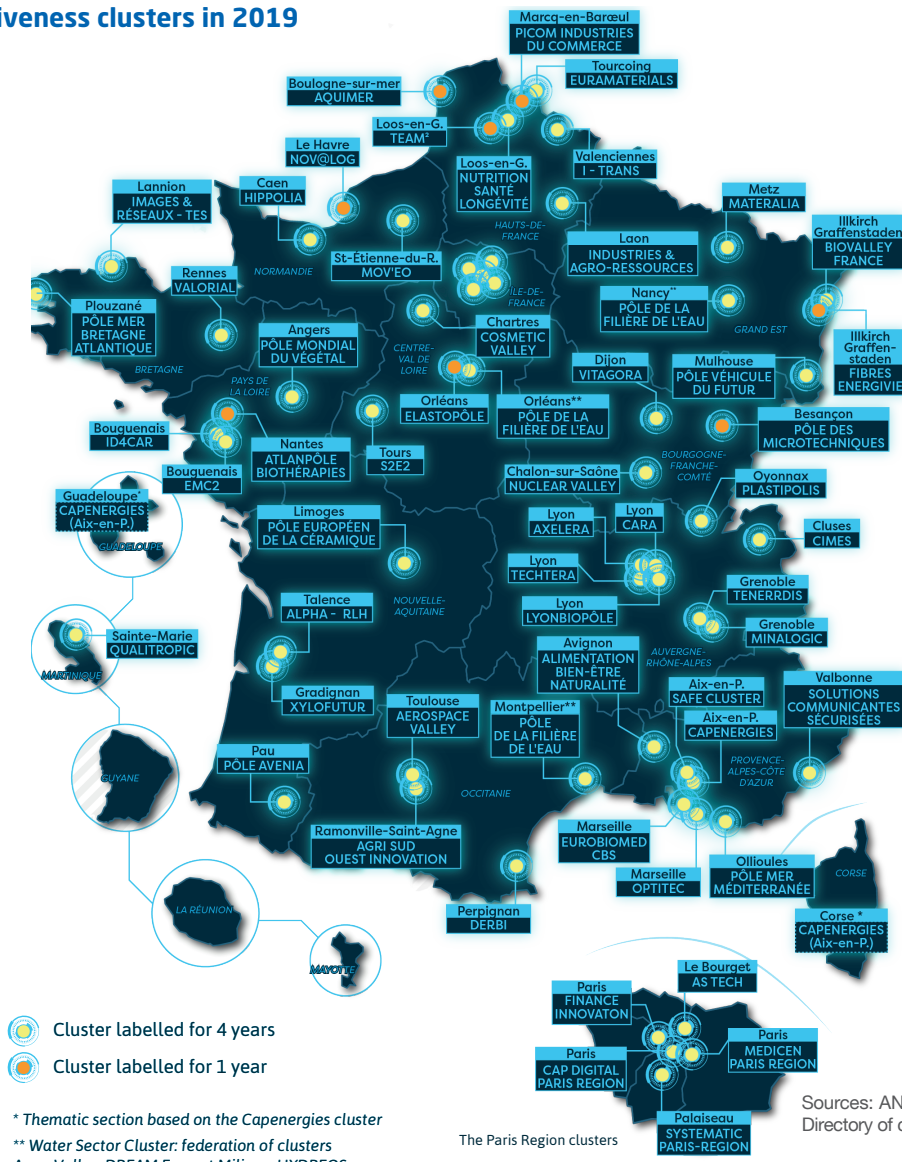 iveness clusters in 2019
Marcq-en-Barœul
PICOM INDUSTRIES
DU COMMERCE
Tourcoing
EURAMATERIALS
Boulogne-sur-mer
AQUIMER
Loos-en-G.
TEAM²
Le Havre
NOV@LOG
Loos-en-G.
NUTRITION
SANTÉ
LONGÉVITÉ
Valenciennes
I - TRANS
Lannion
IMAGES &
RÉSEAUX - TES
Caen
HIPPOLIA
Metz
MATERALIA
Illkirch
Graffenstaden
BIOVALLEY
FRANCE
HAUTS-DE-
FRANCE
St-Étienne-du-R.
MOV'EO
Laon
INDUSTRIES &
AGRO-RESSOURCES
NORMANDIE
Rennes
VALORIAL
ILE-DE-
FRANCE
Nancy**
PÔLE DE LA
FILIÈRE DE L'EAU
GRAND EST
Plouzané
PÔLE MER
BRETAGNE
ATLANTIQUE
Angers
PÔLE MONDIAL
DU VÉGÉTAL
Chartres
COSMETIC
VALLEY
CENTRE-
VAL DE
LOIRE
Illkirch
Graffen-
staden
FIBRES
ENERGIVIE
BRETAGNE
PAYS DE
LA LOIRE
Dijon
VITAGORA
Mulhouse
PÔLE VÉHICULE
DU FUTUR
Orléans
ELASTOPÔLE
Orléans**
PÔLE DE LA
FILIÈRE DE L'EAU
Besançon
PÔLE DES
MICROTECHNIQUES
Bouguenais
ID4CAR
Nantes
ATLANPÔLE
BIOTHÉRAPIES
Tours
S2E2
BOURGOGNE-
FRANCHE-
COMTÉ
Bouguenais
EMC2
Chalon-sur-Saône
NUCLEAR VALLEY
Oyonnax
PLASTIPOLIS
Guadeloupe*
CAPENERGIES
(Aix-en-P.)
GUADELOUPE
Limoges
PÔLE EUROPÉEN
DE LA CÉRAMIQUE
Lyon
AXELERA
Lyon
CARA
Cluses
CIMES
Lyon
TECHTERA
Grenoble
TENERRDIS
Talence
ALPHA - RLH
NOUVELLE-
AQUITAINE
Lyon
LYONBIOPÔLE
Grenoble
MINALOGIC
Sainte-Marie
QUALITROPIC
MARTINIQUE
Avignon
ALIMENTATION
BIEN-ÊTRE
NATURALITÉ
AUVERGNE-
RHÔNE-ALPES
Gradignan
XYLOFUTUR
Toulouse
AEROSPACE
VALLEY
Montpellier**
PÔLE
DE LA FILIÈRE
DE L'EAU
Aix-en-P.
SAFE CLUSTER
Valbonne
SOLUTIONS
COMMUNICANTES
SÉCURISÉES
Aix-en-P.
CAPENERGIES
Pau
PÔLE AVENIA
GUYANE
OCCITANIE
PROVENCE-
ALPES-CÔTE
D'AZUR
Ramonville-Saint-Agne
AGRI SUD
OUEST INNOVATION
Marseille
EUROBIOMED
CBS
Marseille
OPTITEC
Ollioules
PÔLE MER
MÉDITERRANÉE
CORSE
LA RÉUNION
Perpignan
DERBI
Corse *
CAPENERGIES
(Aix-en-P.)
MAYOTTE
Le Bourget
AS TECH
Paris
FINANCE
INNOVATON
Cluster labelled for 4 years
Paris
MEDICEN
PARIS REGION
Paris
CAP DIGITAL
PARIS REGION
Cluster labelled for 1 year
Palaiseau
SYSTEMATIC
PARIS-REGION
Sources: AN
Directory of c
* Thematic section based on the Capenergies cluster
** Water Sector Cluster: federation of clusters
The Paris Region clusters